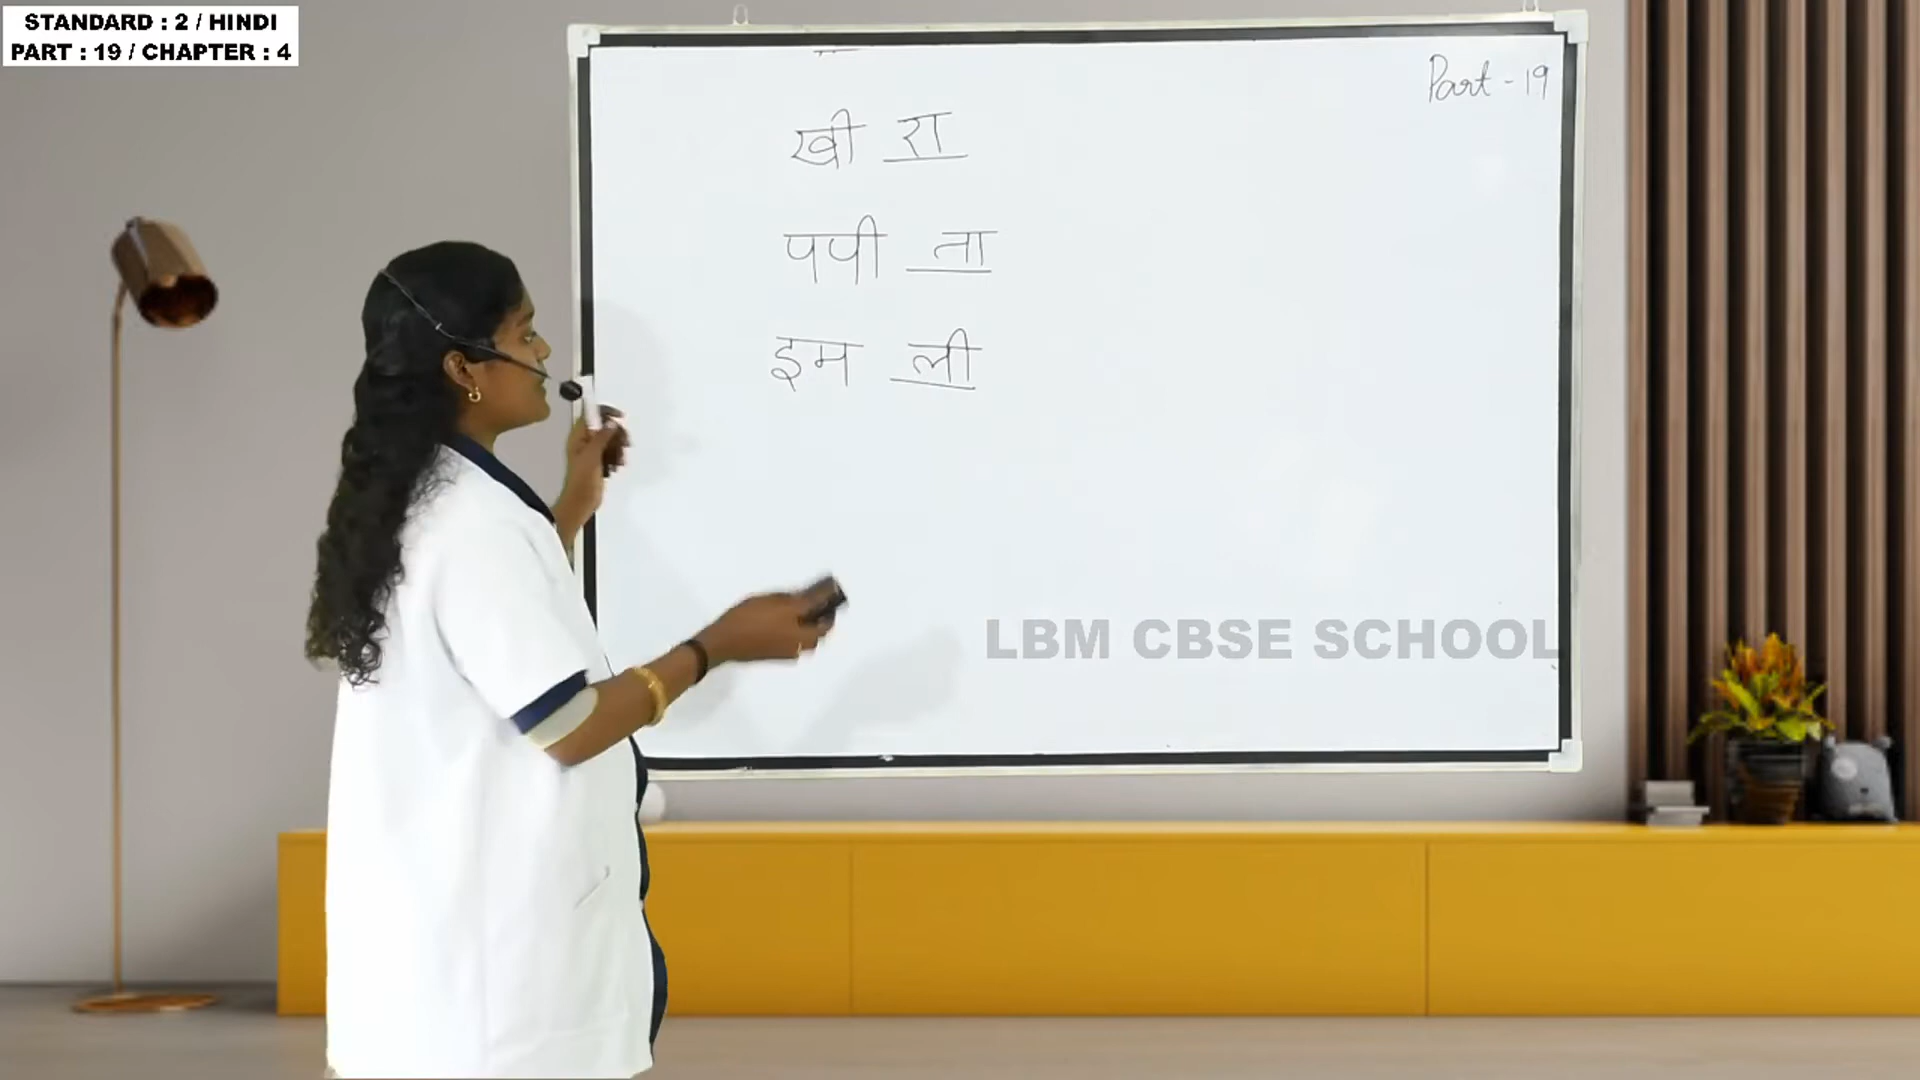 STANDARD : 2 / HINDI
PART : 19 / CHAPTER : 4
Part - 19
खी रा
पपी ता
इम ली
LBM CBSE SCHOOL